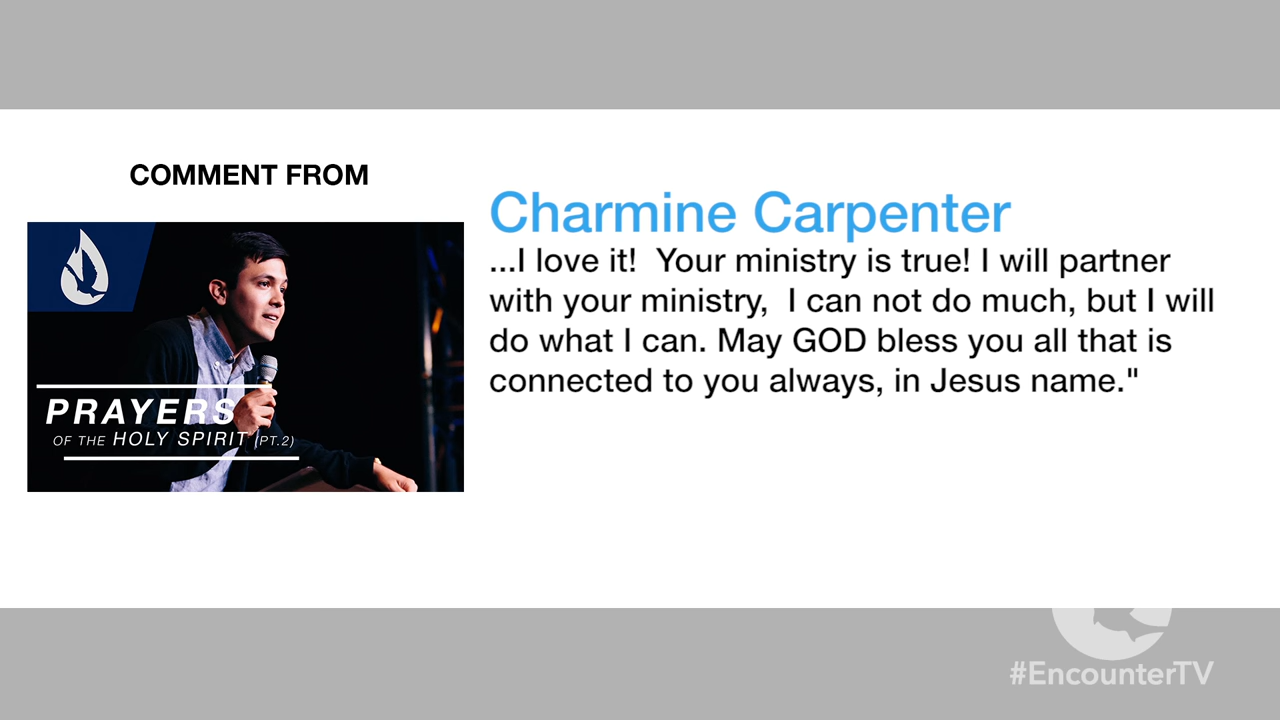 COMMENT FROM
PRAYERS
OF THE HOLY SPIRIT (PT.2)
Charmine Carpenter
...I love it!  Your ministry is true! I will partner
with your ministry,  I can not do much, but I will
do what I can. May GOD bless you all that is
connected to you always, in Jesus name."
#EncounterTV